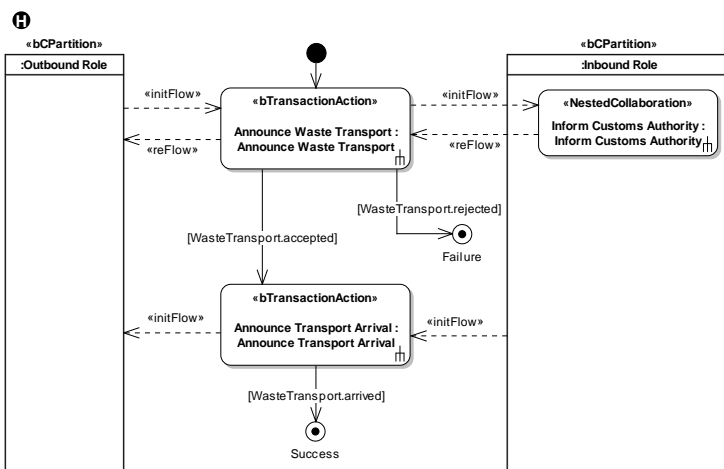 H
«bCPartition»
:Outbound Role
«bCPartition»
:Inbound Role
«initFlow»
«bTransactionAction»
Announce Waste Transport :
Announce Waste Transport
«initFlow»
«NestedCollaboration»
Inform Customs Authority :
Inform Customs Authority
«reFlow»
«reFlow»
[WasteTransport.rejected]
[WasteTransport.accepted]
Failure
«initFlow»
«bTransactionAction»
Announce Transport Arrival :
Announce Transport Arrival
«initFlow»
[WasteTransport.arrived]
Success